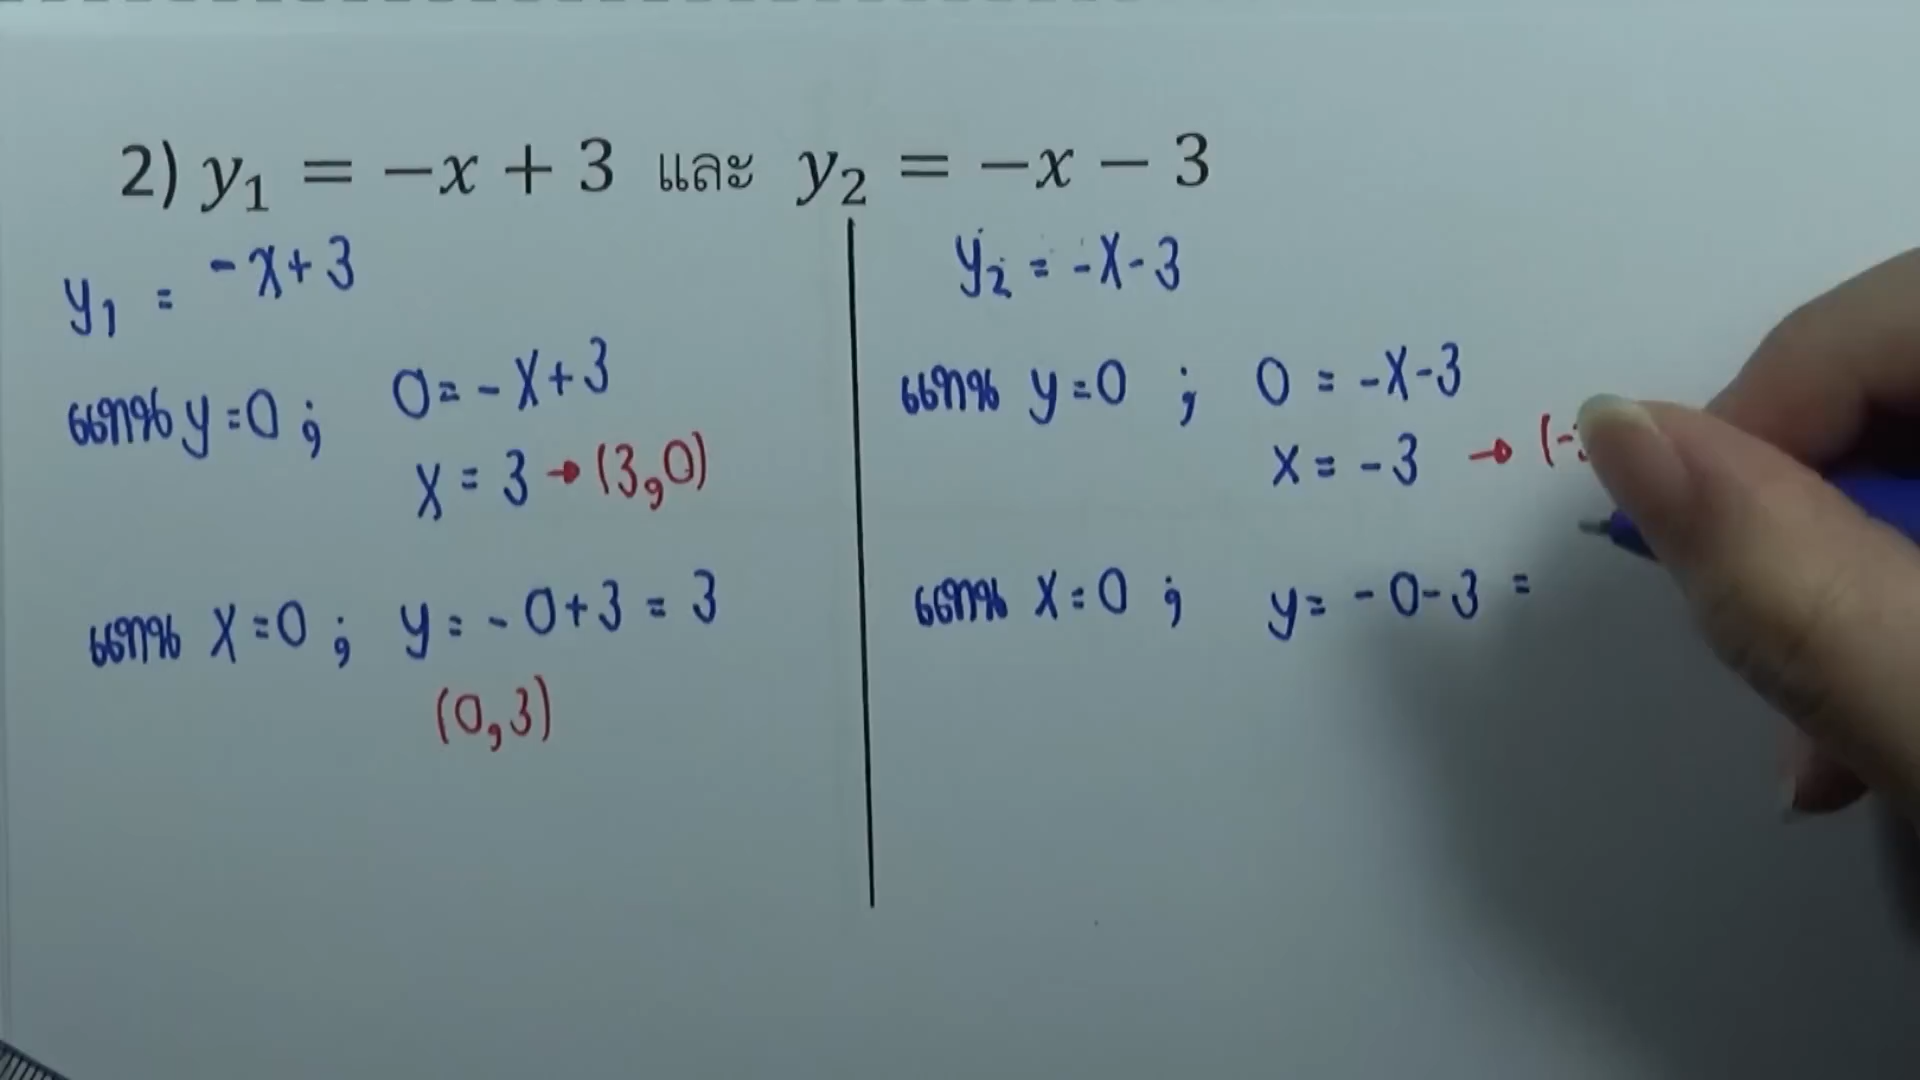 2) y₁ = −x + 3 และ y₂ = −x − 3
y₁ = -x+3
แทน y=0 ; 0=-x+3
x = 3 → (3,0)
แทน x=0 ; y=-0+3 = 3
(0,3)
y₂ = -x-3
แทน y=0 ; 0 = -x-3
x = -3 → (-
แทน x=0 ; y= -0-3 =